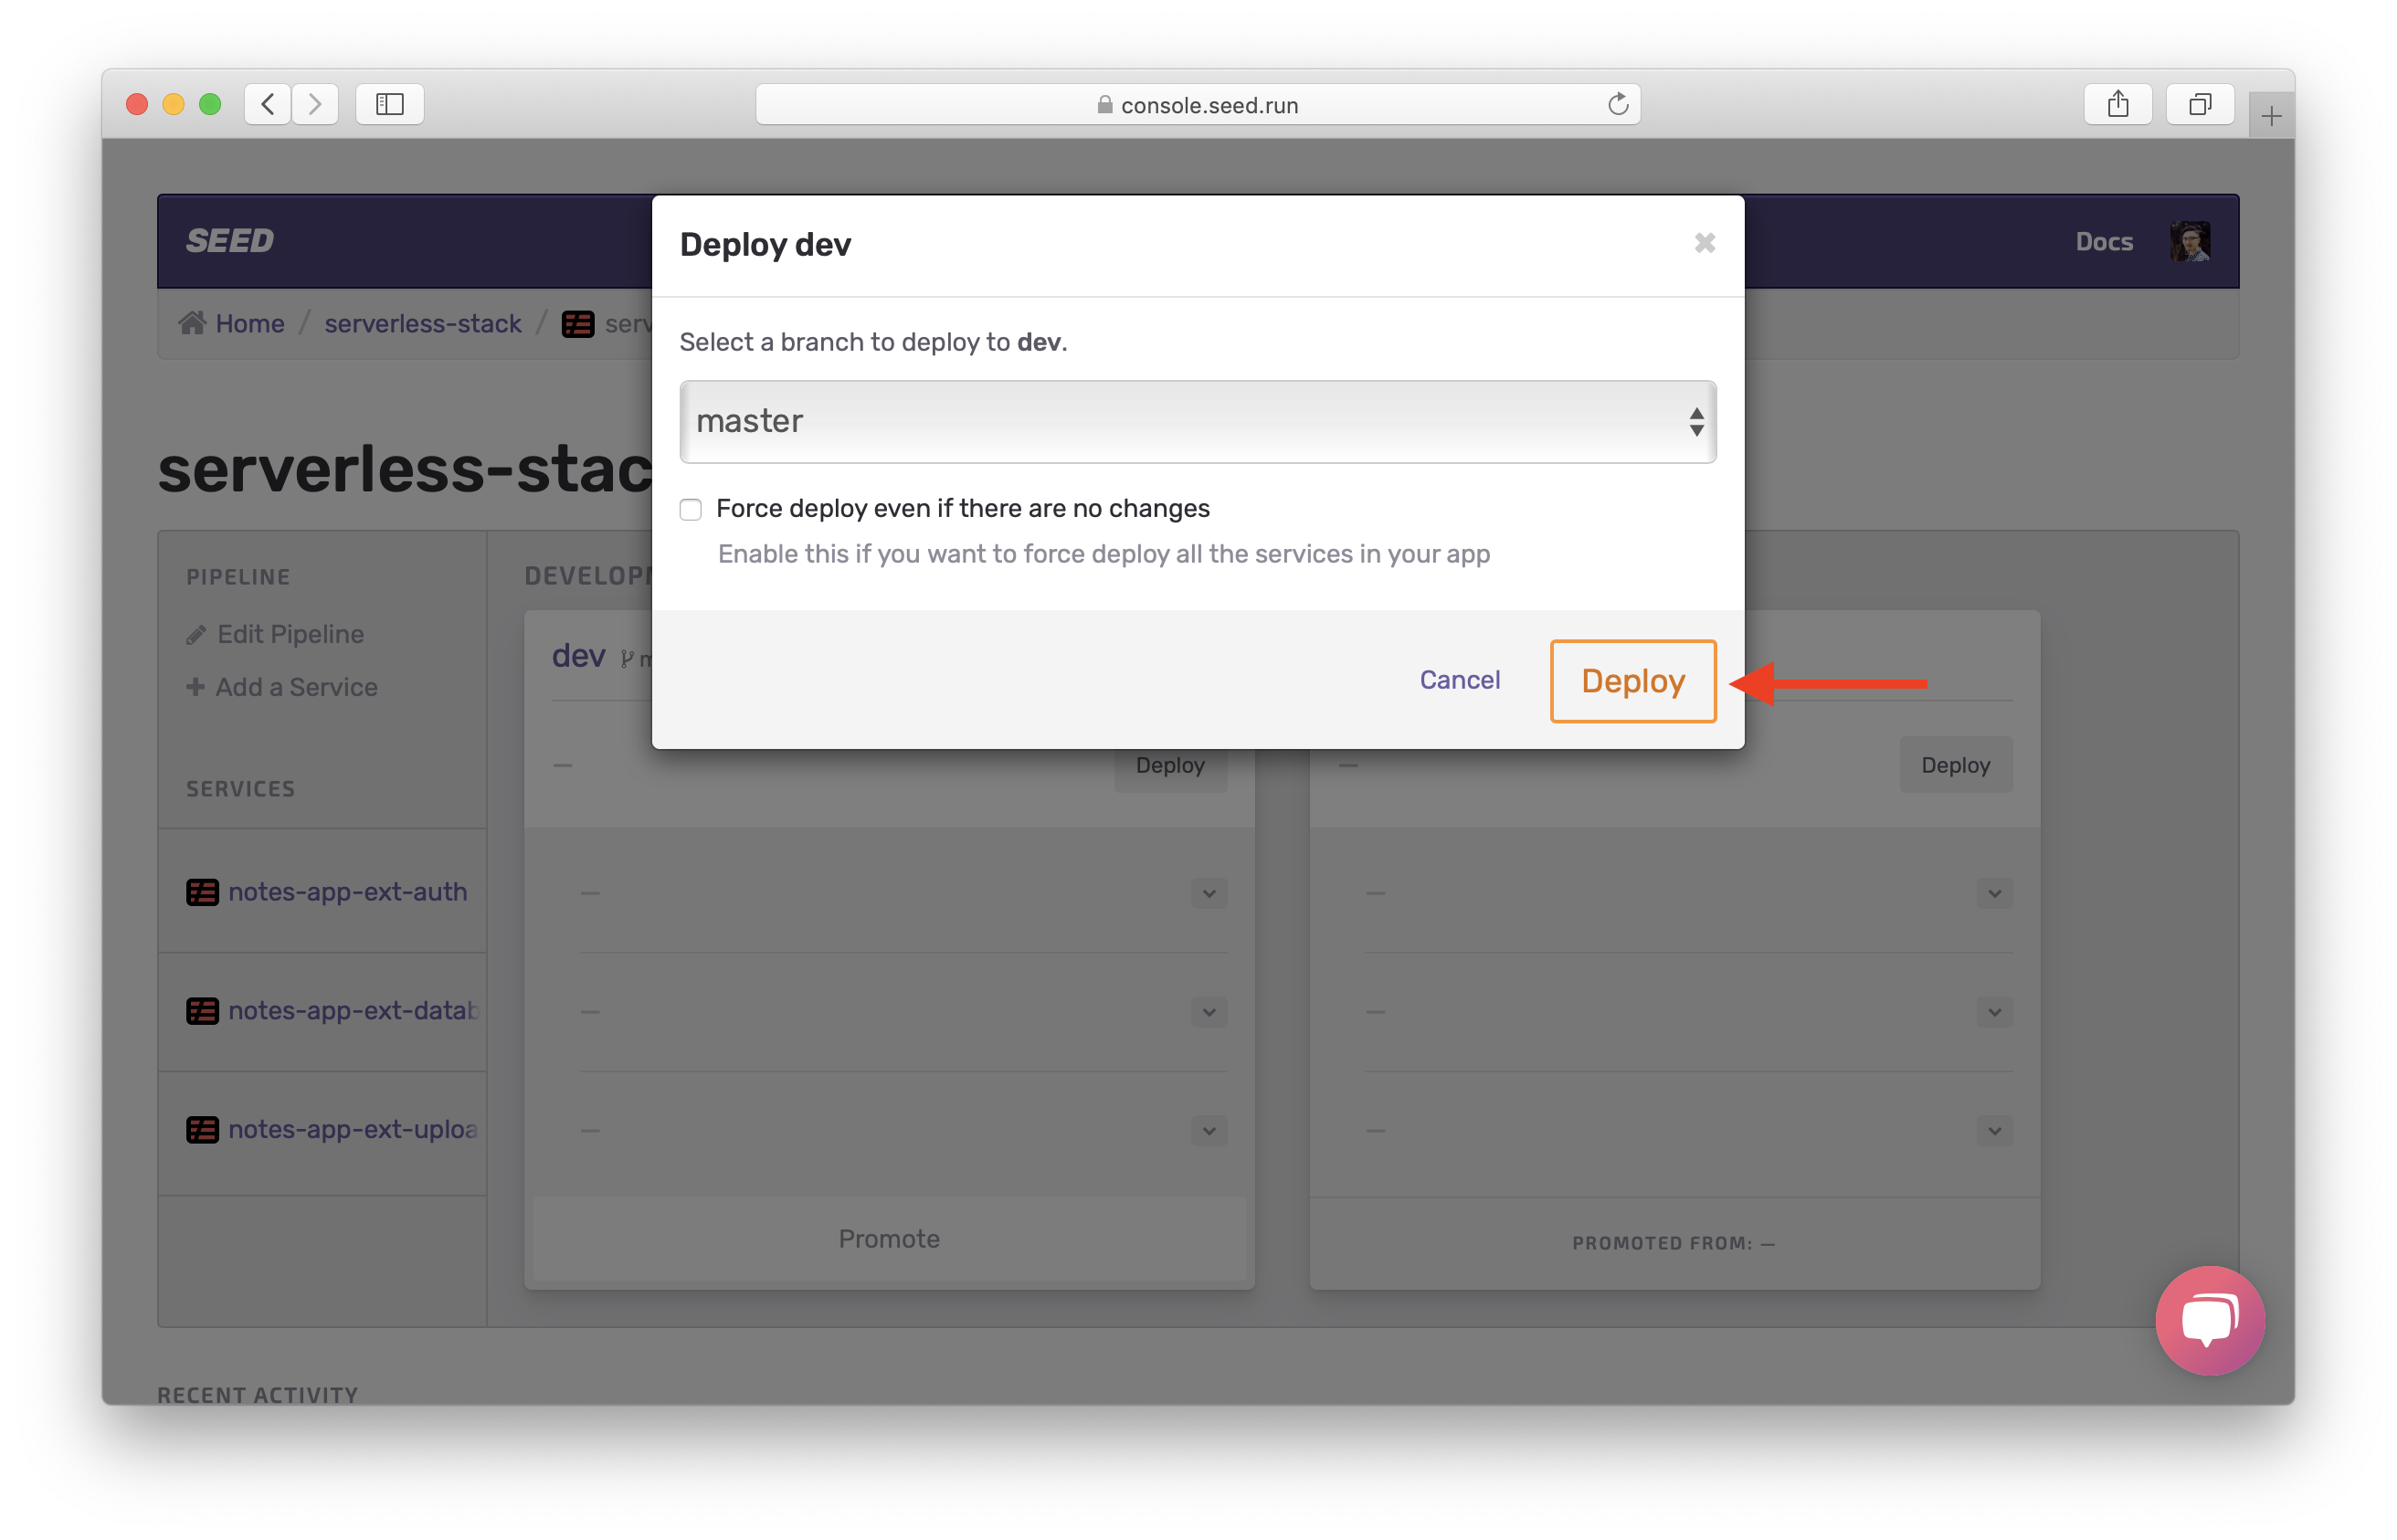 console.seed.run
SEED
Docs
Home / serverless-stack / serv
Deploy dev
Select a branch to deploy to dev.
master
Force deploy even if there are no changes
Enable this if you want to force deploy all the services in your app
Cancel
Deploy
serverless-stac
PIPELINE
Edit Pipeline
Add a Service
SERVICES
notes-app-ext-auth
notes-app-ext-datab
notes-app-ext-uploa
DEVELOPM
dev m
— Deploy
—
—
—
Promote
— Deploy
—
—
—
PROMOTED FROM: —
RECENT ACTIVITY